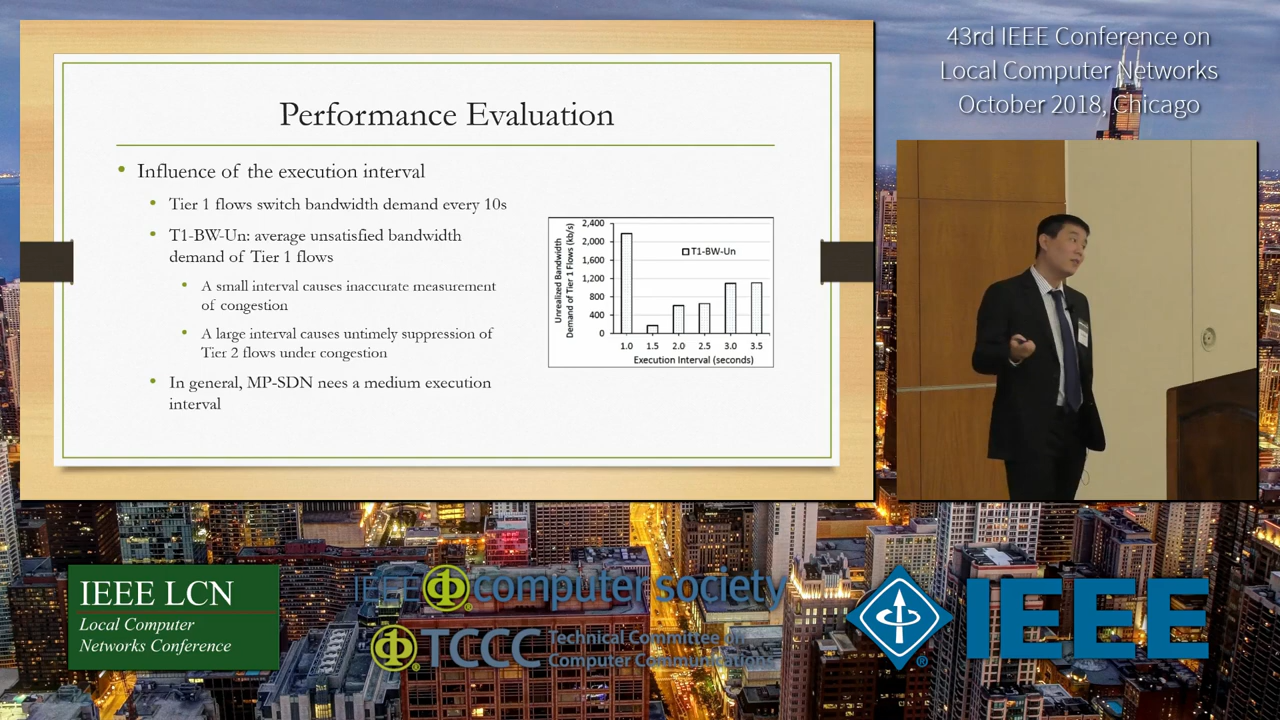 43rd IEEE Conference on
Local Computer Networks
October 2018, Chicago
Performance Evaluation
• Influence of the execution interval
• Tier 1 flows switch bandwidth demand every 10s
• T1-BW-Un: average unsatisfied bandwidth
demand of Tier 1 flows
• A small interval causes inaccurate measurement
of congestion
• A large interval causes untimely suppression of
Tier 2 flows under congestion
• In general, MP-SDN nees a medium execution
interval
Unrealized Bandwidth
Demand of Tier 1 Flows (kb/s)
2,400
2,000
1,600
1,200
800
400
0
T1-BW-Un
1.0 1.5 2.0 2.5 3.0 3.5
Execution Interval (seconds)
IEEE LCN
Local Computer
Networks Conference
IEEE computer society
®
TCCC Technical Committee on
Computer Communications
®
IEEE
®